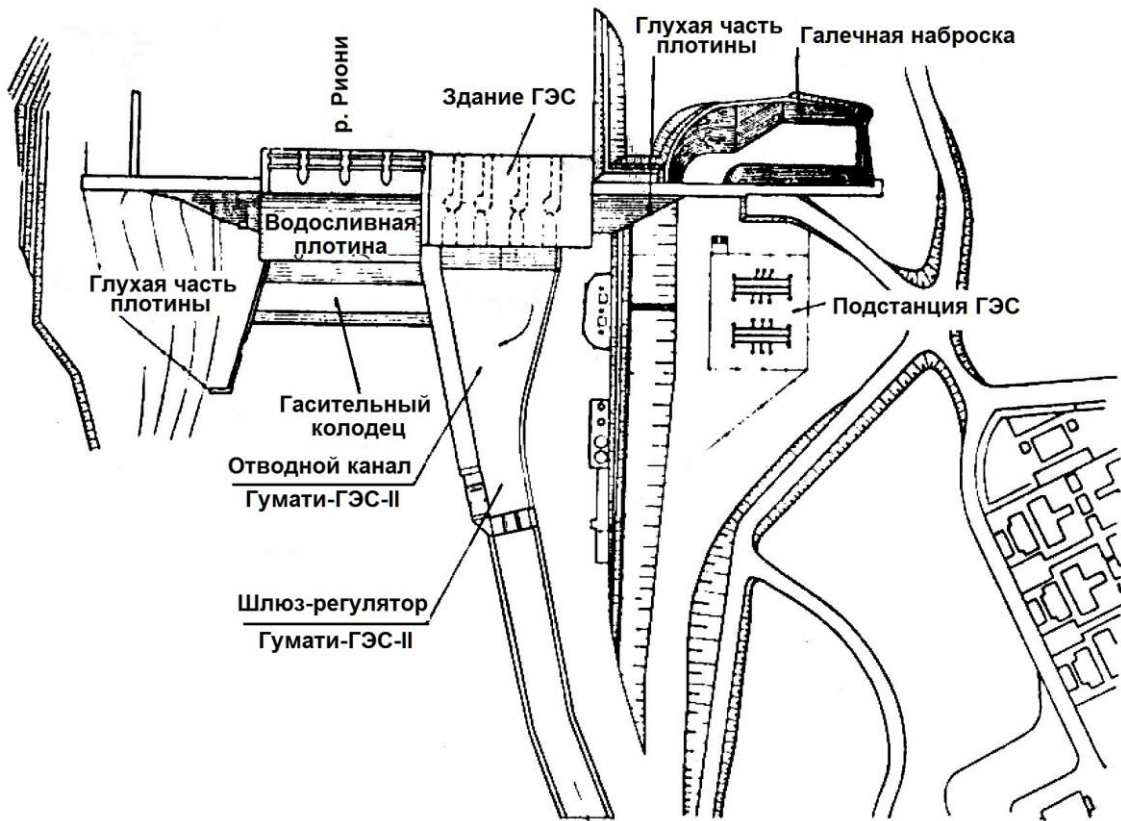 Глухая часть
плотины
Галечная наброска
р. Риони
Здание ГЭС
Водосливная
плотина
Глухая часть
плотины
Подстанция ГЭС
Гасительный
колодец
Отводной канал
Гумати-ГЭС-II
Шлюз-регулятор
Гумати-ГЭС-II